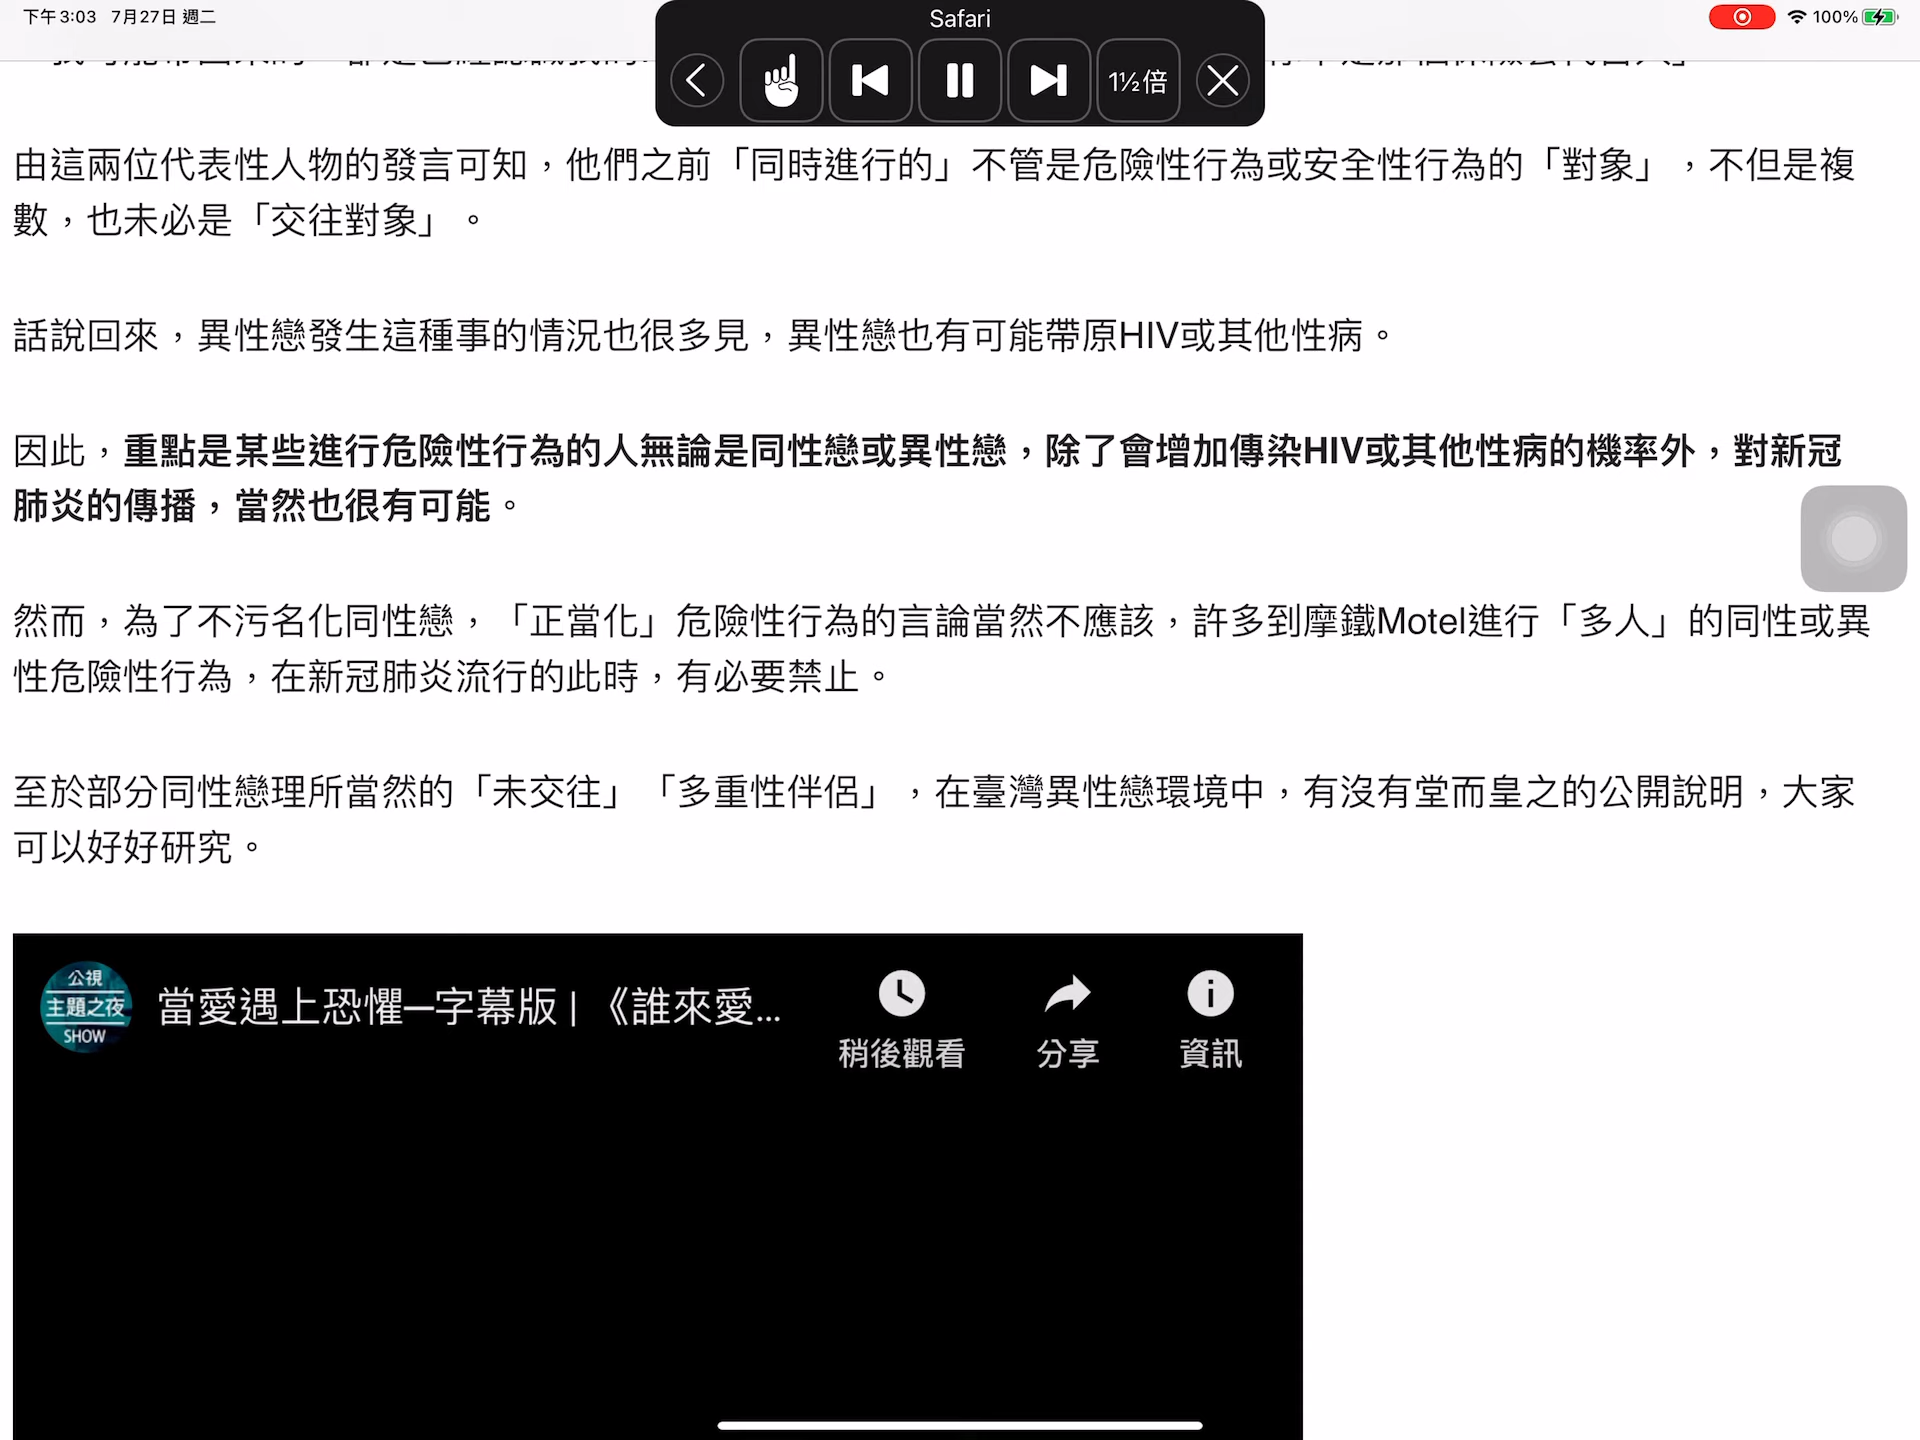 下午3:03 7月27日 週二
Safari
100%
1½倍
由這兩位代表性人物的發言可知，他們之前「同時進行的」不管是危險性行為或安全性行為的「對象」，不但是複
數，也未必是「交往對象」。
話說回來，異性戀發生這種事的情況也很多見，異性戀也有可能帶原HIV或其他性病。
因此，重點是某些進行危險性行為的人無論是同性戀或異性戀，除了會增加傳染HIV或其他性病的機率外，對新冠
肺炎的傳播，當然也很有可能。
然而，為了不污名化同性戀，「正當化」危險性行為的言論當然不應該，許多到摩鐵Motel進行「多人」的同性或異
性危險性行為，在新冠肺炎流行的此時，有必要禁止。
至於部分同性戀理所當然的「未交往」「多重性伴侶」，在臺灣異性戀環境中，有沒有堂而皇之的公開說明，大家
可以好好研究。
公視
主題之夜
SHOW
當愛遇上恐懼—字幕版 | 《誰來愛...
稍後觀看
分享
資訊